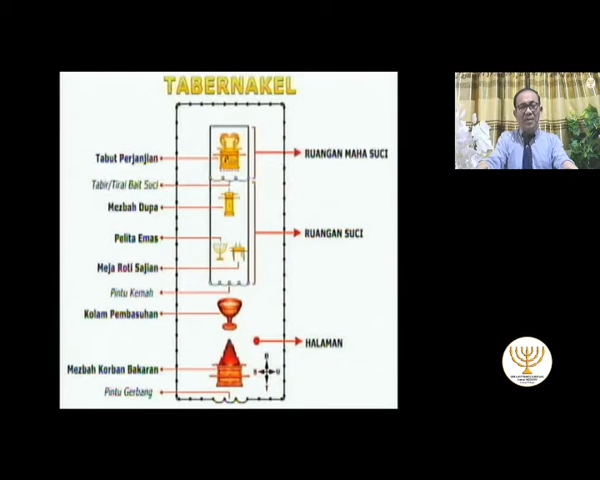 TABERNAKEL
Tabut Perjanjian
RUANGAN MAHA SUCI
Tabir/Tirai Bait Suci
Mezbah Dupa
RUANGAN SUCI
Pelita Emas
Meja Roti Sajian
Pintu Kemah
Kolam Pembasuhan
HALAMAN
Mezbah Korban Bakaran
Pintu Gerbang